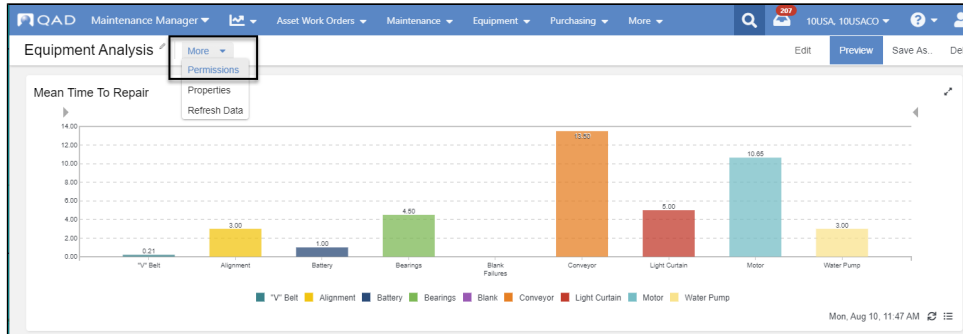 QAD Maintenance Manager Asset Work Orders Maintenance Equipment Purchasing More 207 10USA, 10USACO ?
Equipment Analysis More Edit Preview Save As.. Del
Permissions
Properties
Refresh Data
Mean Time To Repair
14.00
12.00
10.00
8.00
6.00
4.00
2.00
0.00
0.21
3.00
1.00
4.50
13.50
5.00
10.65
3.00
"V" Belt Alignment Battery Bearings Blank Conveyor Light Curtain Motor Water Pump
Failures
"V" Belt Alignment Battery Bearings Blank Conveyor Light Curtain Motor Water Pump
Mon, Aug 10, 11:47 AM